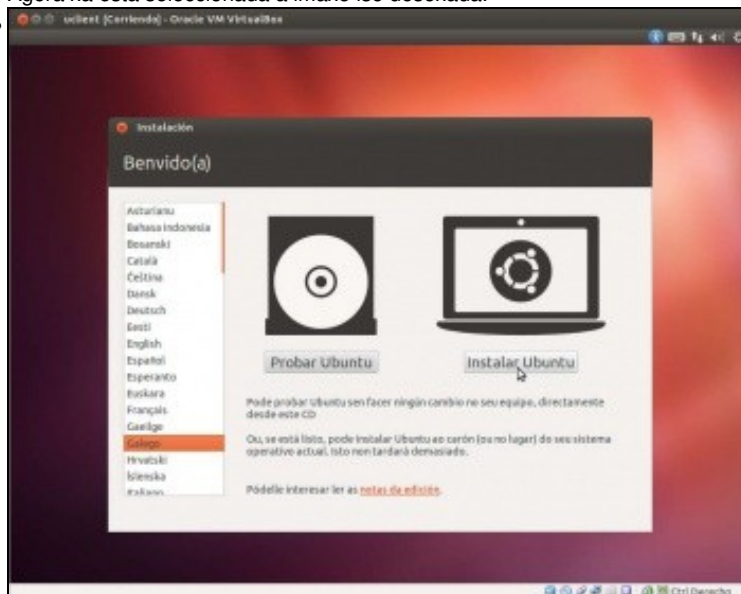 Agora xa está seleccionada a imaxe iso desexada.
uclient [Corriendo] - Oracle VM VirtualBox
Instalación
Benvido(a)
Asturianu
Bahasa Indonesia
Bosanski
Català
Čeština
Dansk
Deutsch
Eesti
English
Español
Esperanto
Euskara
Français
Gaeilge
Galego
Hrvatski
Íslenska
Italiano
Probar Ubuntu
Instalar Ubuntu
Pode probar Ubuntu sen facer ningún cambio no seu equipo, directamente
desde este CD
Ou, se está listo, pode instalar Ubuntu ao carón (ou no lugar) do seu sistema
operativo actual. Isto non tardará demasiado.
Pódelle interesar ler as notas da edición.
Ctrl Derecho